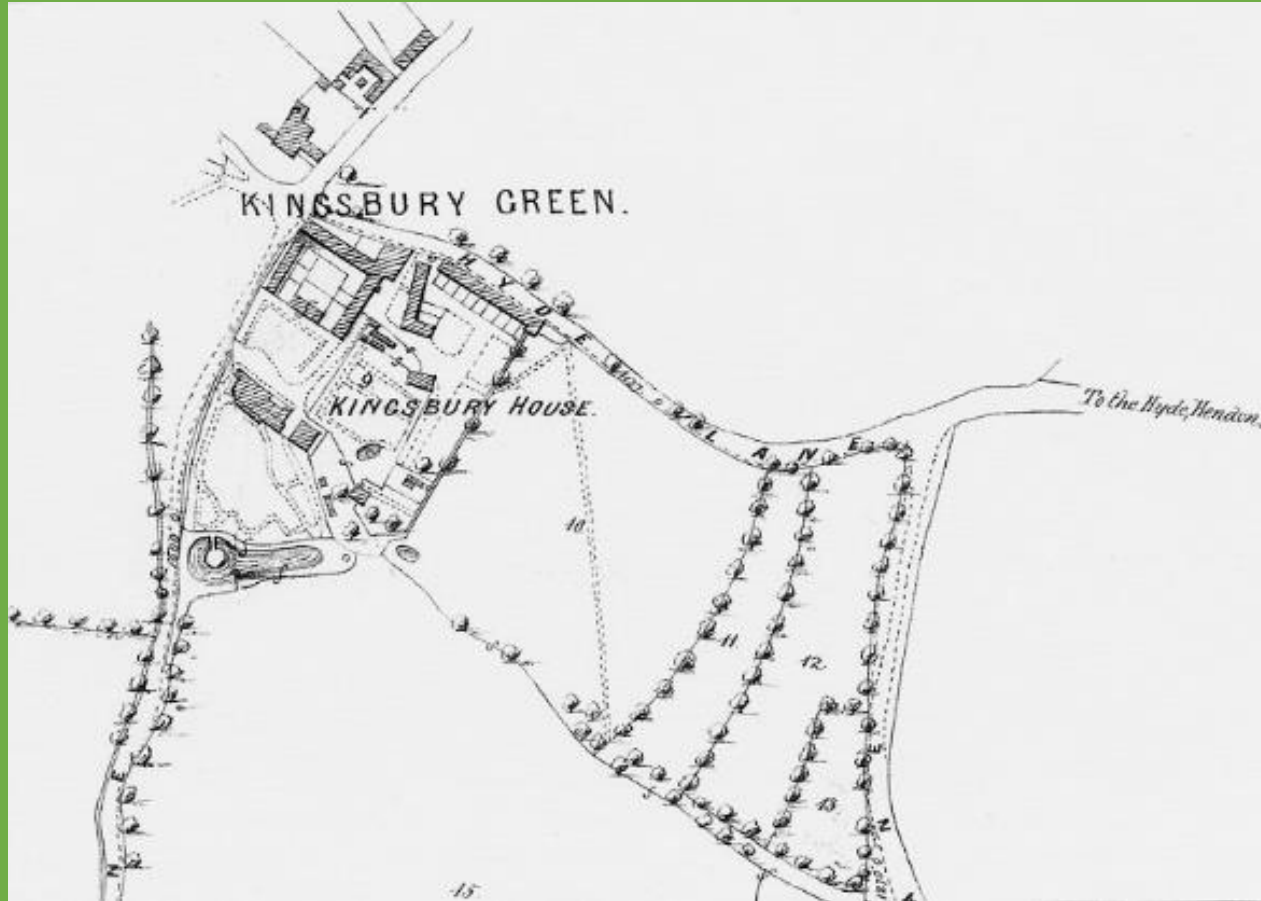 KINGSBURY GREEN.
HYDE LANE
9
KINGSBURY HOUSE.
To the Hyde, Hendon.
10
11
12
13
15
N E
E N